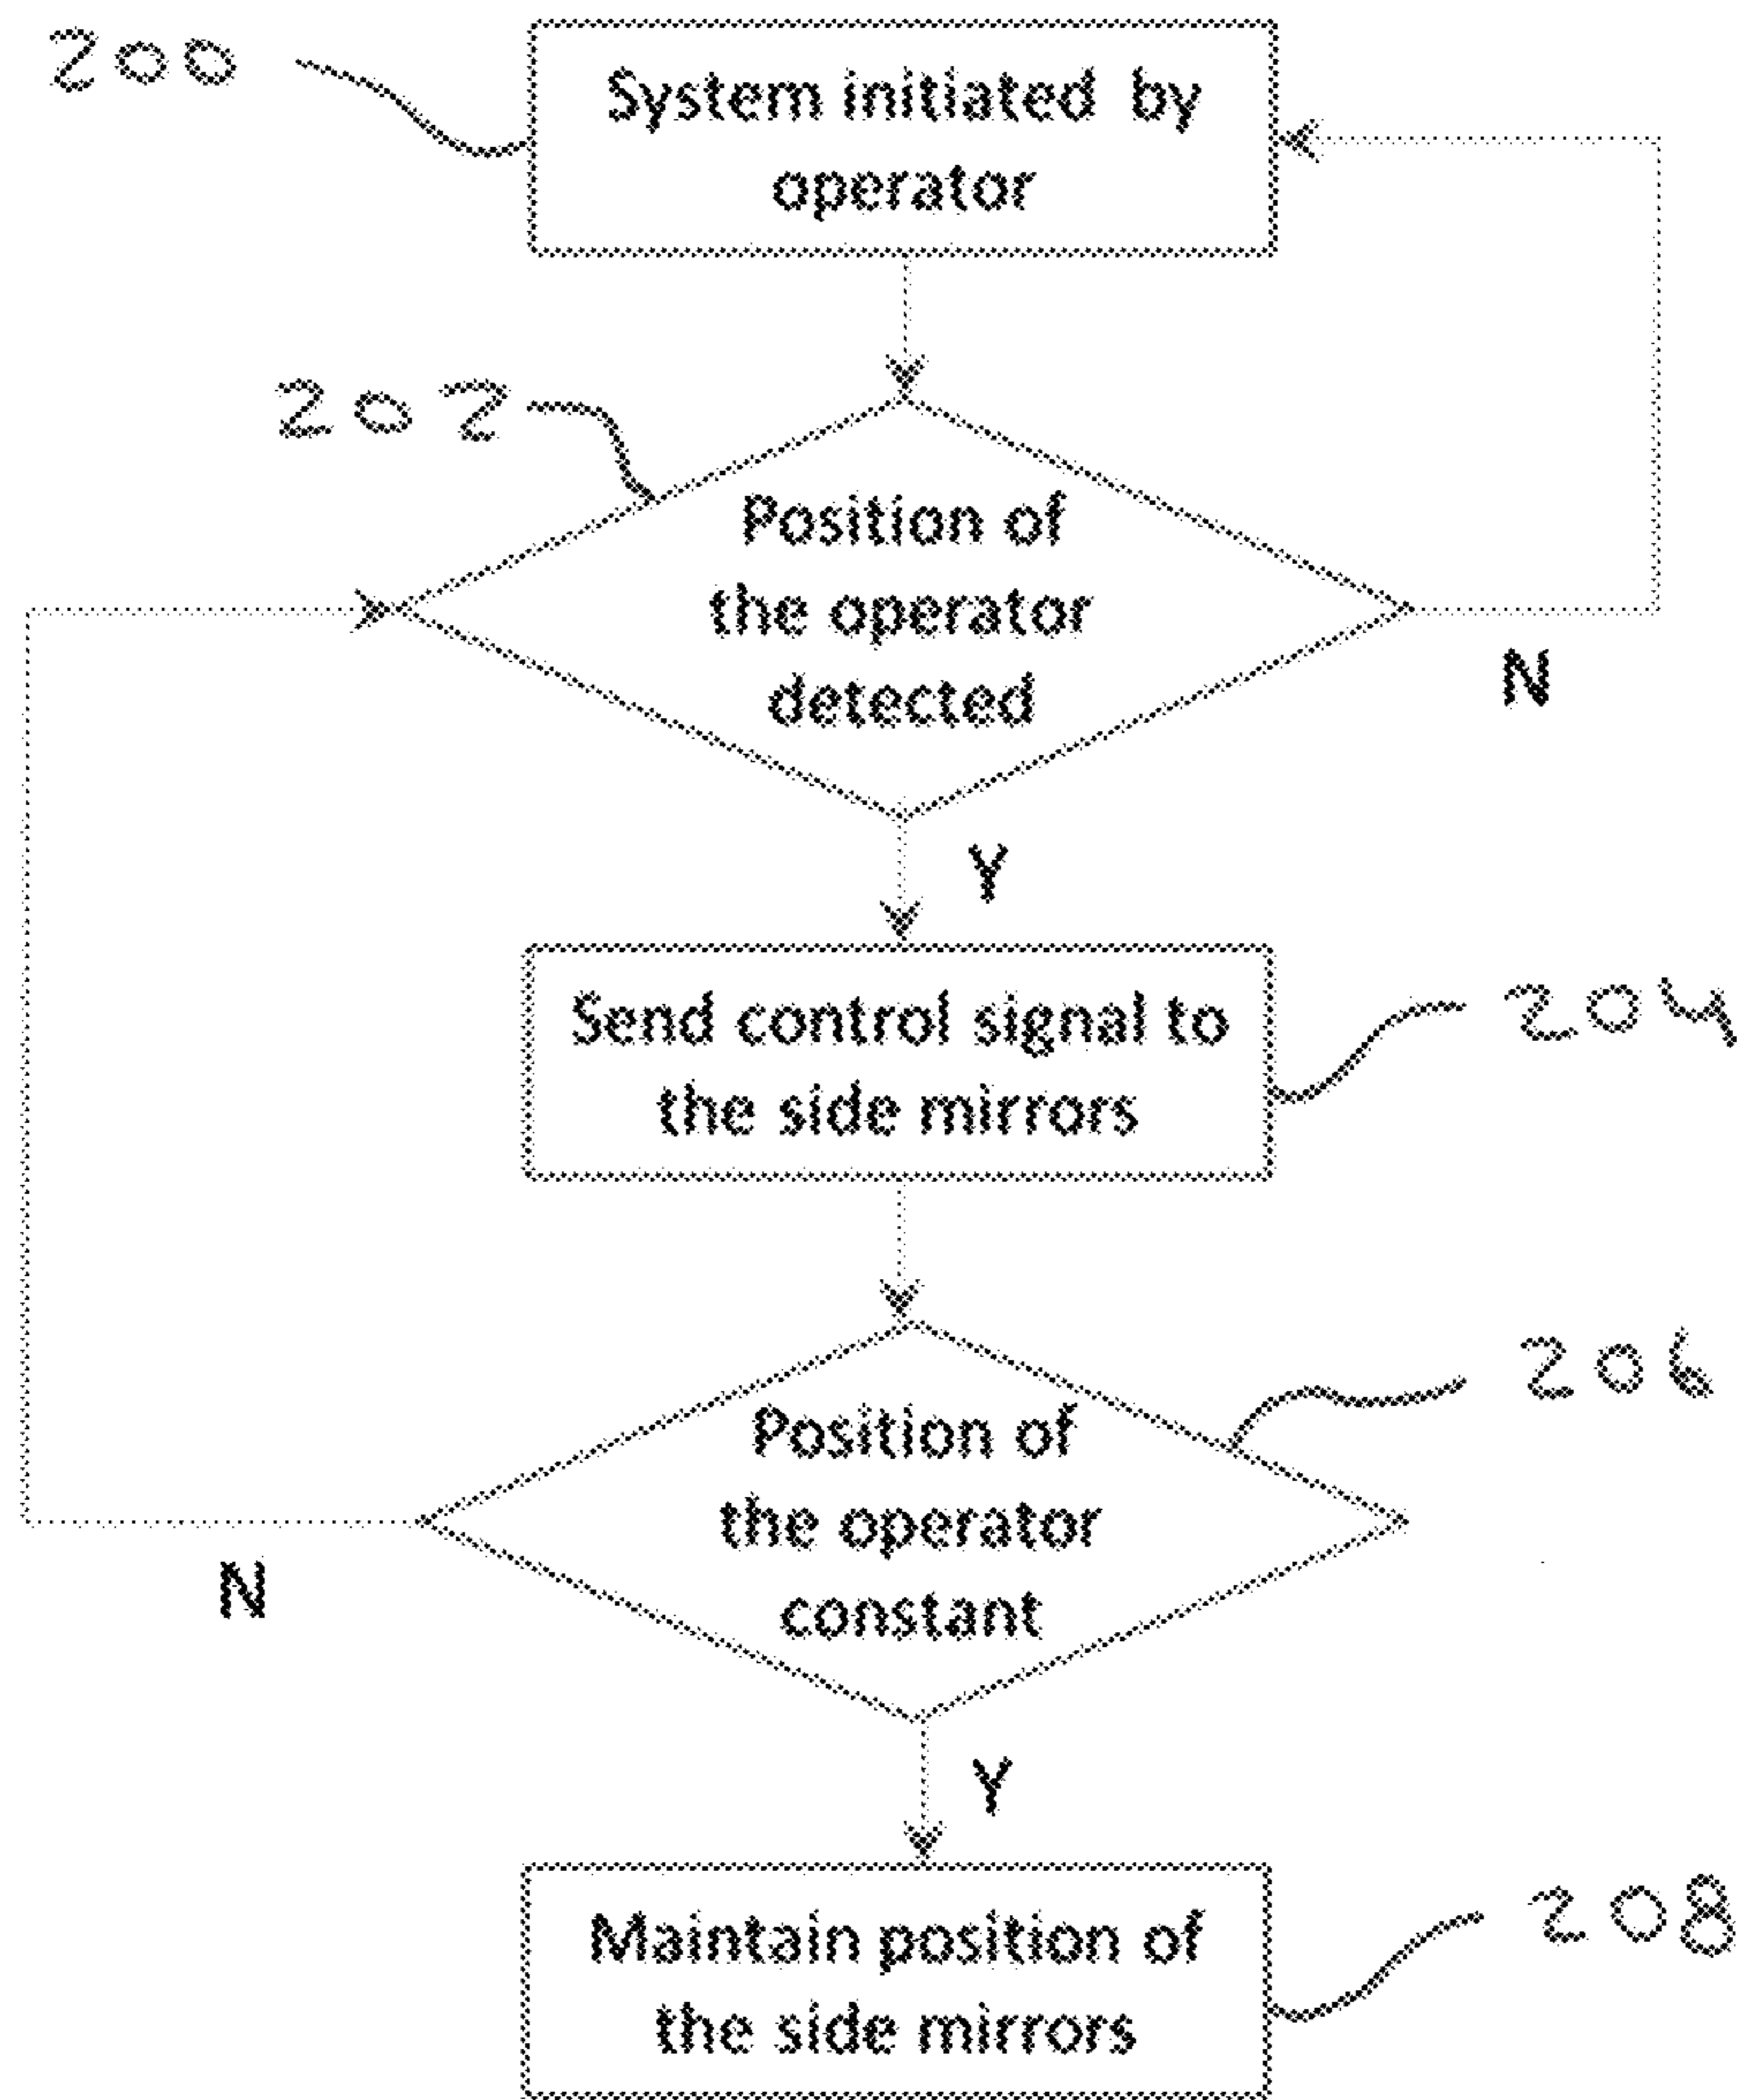 200
System initiated by
operator
202
Position of
the operator
detected
N
Y
Send control signal to
the side mirrors
204
206
Position of
the operator
constant
N
Y
Maintain position of
the side mirrors
208